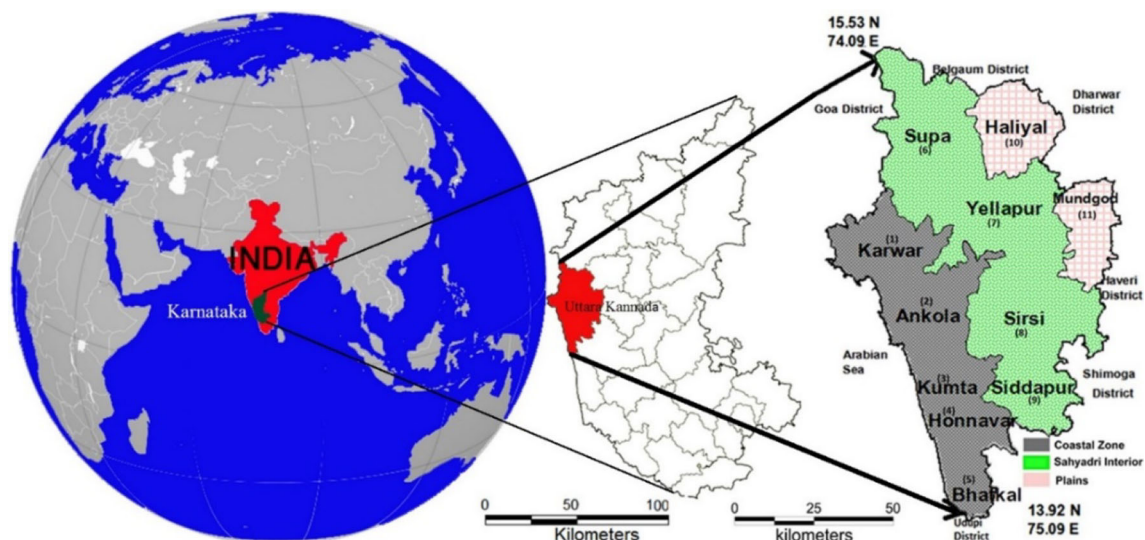 INDIA
Karnataka
Uttara Kannada
0 50 100
Kilometers
0 25 50
kilometers
15.53 N
74.09 E
Belgaum District
Dharwar
District
Goa District
Supa
(6)
Haliyal
(10)
Yellapur
(7)
Mundgod
(11)
Karwar
(1)
Haveri
District
(2)
Ankola
Sirsi
(8)
Arabian
Sea
Shimoga
District
(3)
Kumta
Siddapur
(9)
(4)
Honnavar
Coastal Zone
Sahyadri Interior
Plains
(5)
Bhatkal
Udupi
District
13.92 N
75.09 E